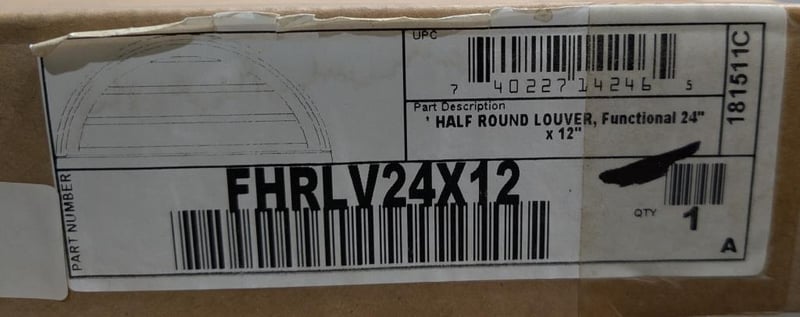 UPC
7 40227 14246 5
Part Description
' HALF ROUND LOUVER, Functional 24"
x 12"
181511C
PART NUMBER
FHRLV24X12
QTY
1
A